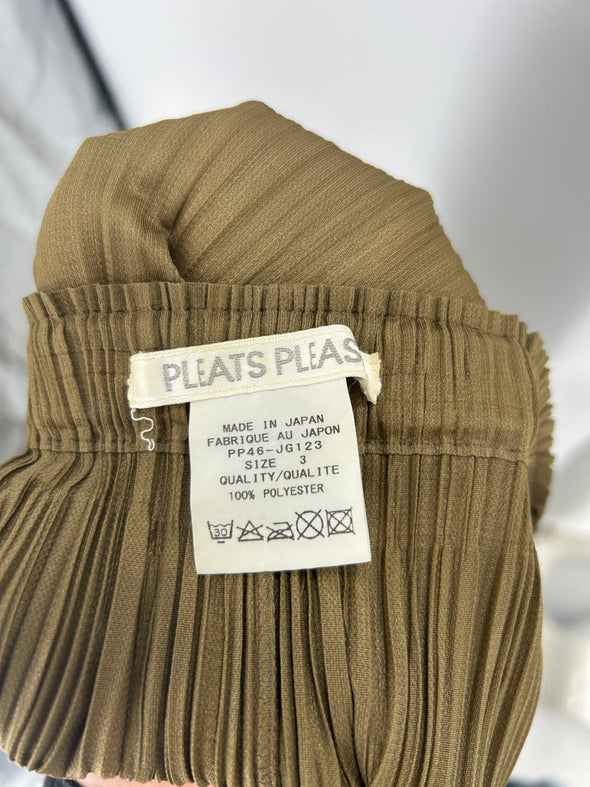 PLEATS PLEAS
MADE IN JAPAN
FABRIQUE AU JAPON
PP46-JG123
SIZE 3
QUALITY/QUALITE
100% POLYESTER
30